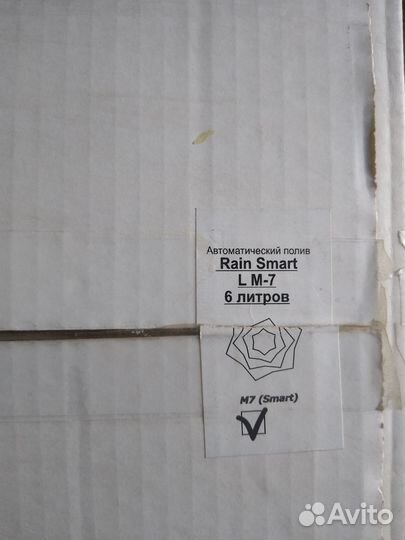 Автоматический полив
Rain Smart
L M-7
6 литров
M7 (Smart)
Avito